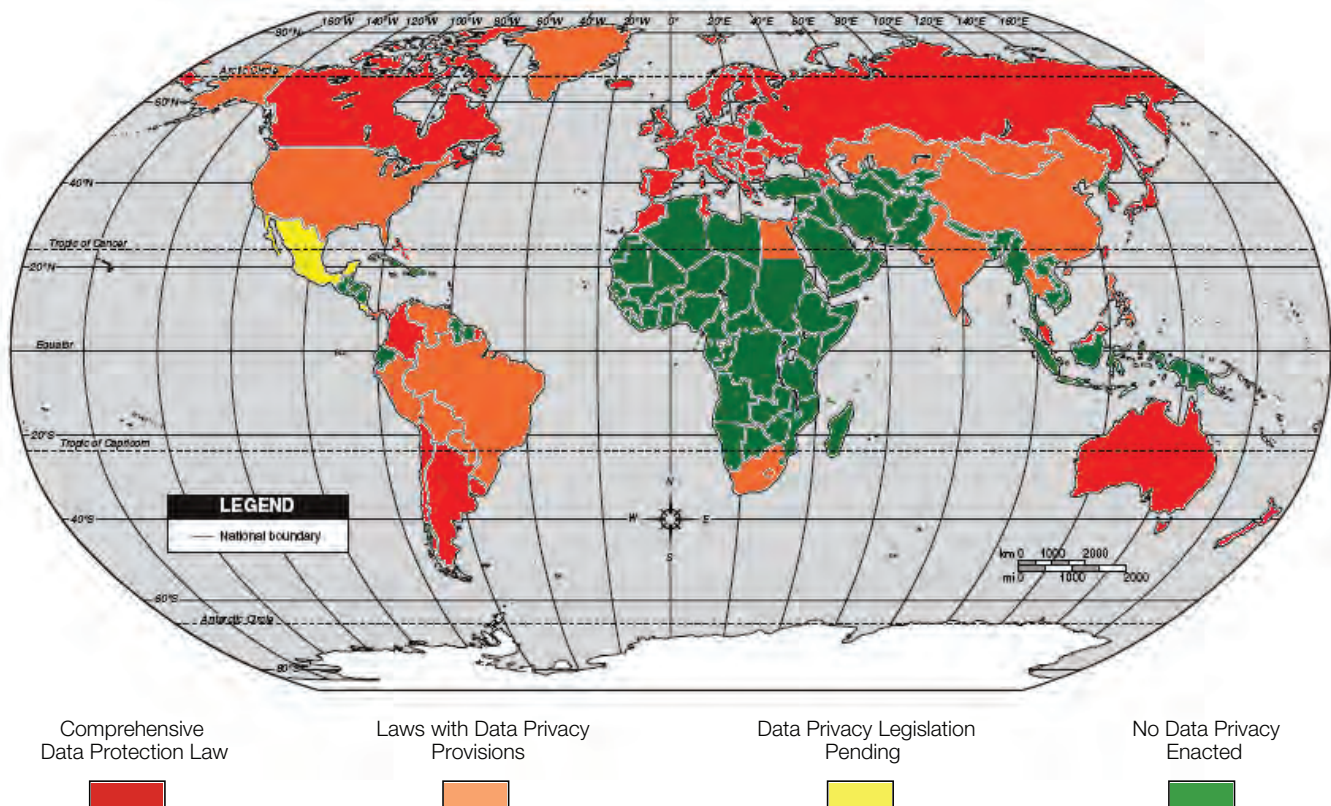 160°W 140°W 120°W 100°W 80°W 60°W 40°W 20°W 0° 20°E 40°E 60°E 80°E 100°E 120°E 140°E 160°E
80°N
Arctic Circle
60°N
40°N
Tropic of Cancer
20°N
Equator
20°S
Tropic of Capricorn
LEGEND
National boundary
N
W E
S
40°S
km 0 1000 2000
mi 0 1000 2000
60°S
Antarctic Circle
80°S
Comprehensive
Data Protection Law
Laws with Data Privacy
Provisions
Data Privacy Legislation
Pending
No Data Privacy
Enacted